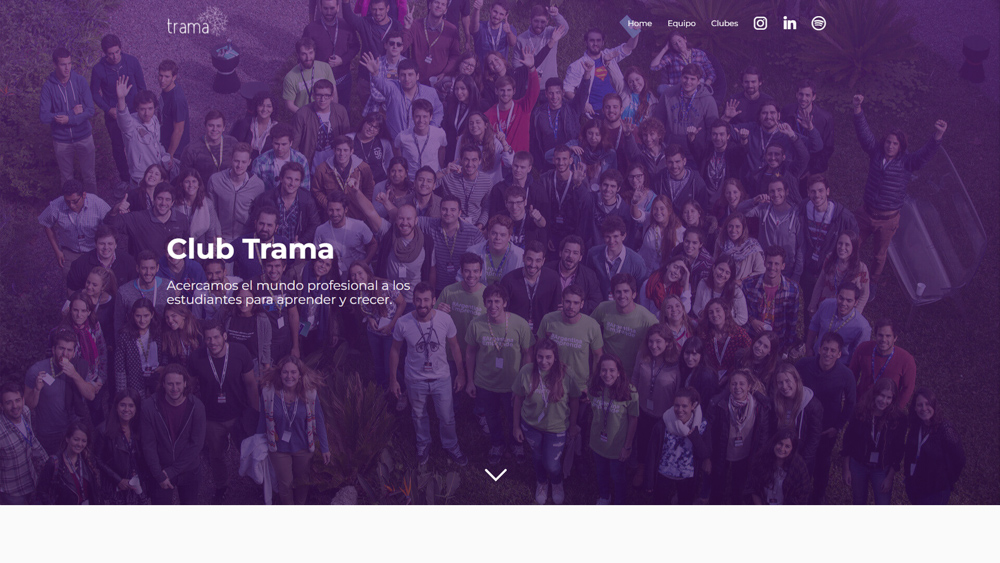 trama
Home
Equipo
Clubes
Club Trama
Acercamos el mundo profesional a los
estudiantes para aprender y crecer.